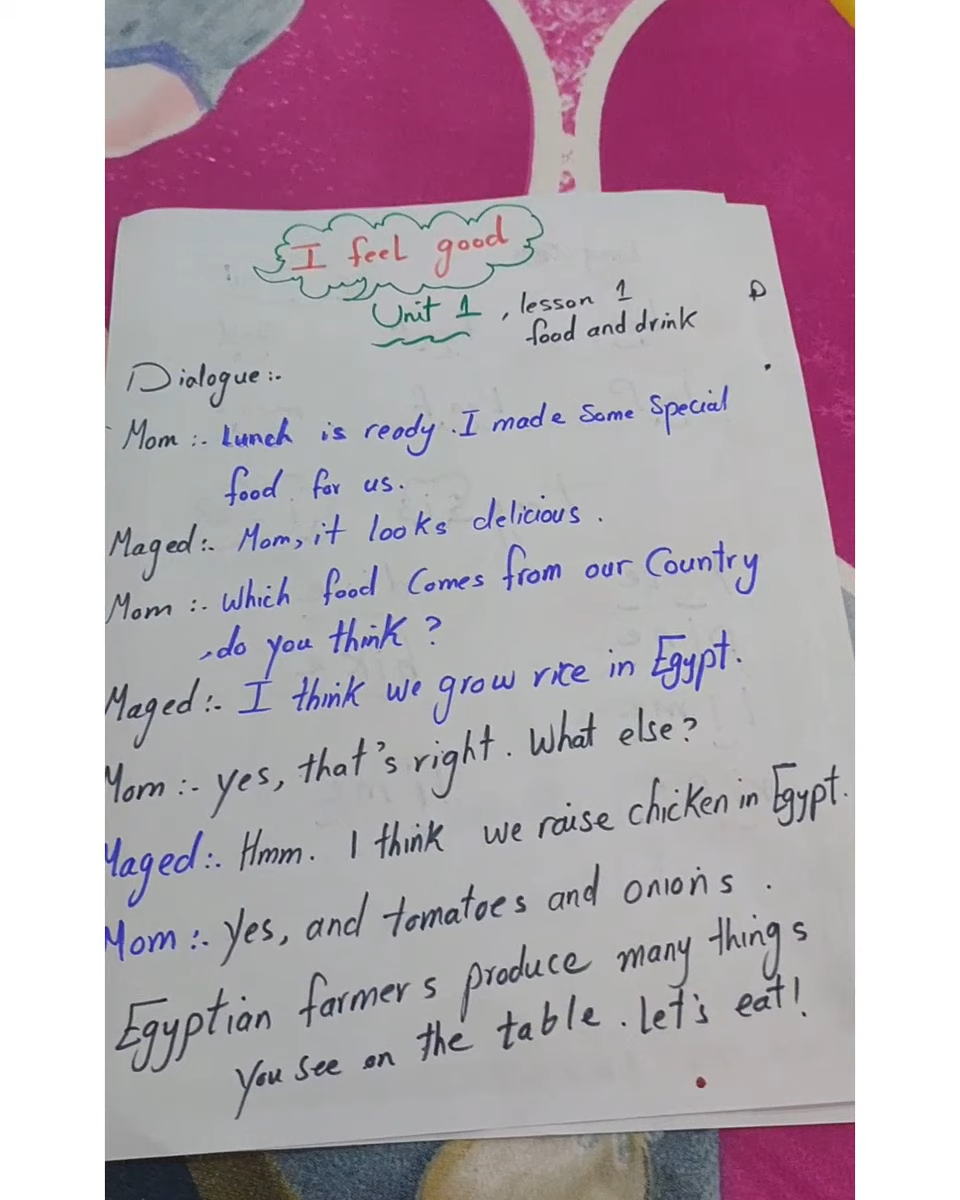 I feel good
Unit 1, lesson 1
food and drink
Dialogue:-
Mom :- Lunch is ready. I made Some Special
food for us.
Maged:- Mom, it looks delicious.
Mom :- Which food Comes from our Country
,do you think?
Maged:- I think we grow rice in Egypt.
Mom :- yes, that's right. What else?
Maged:- Hmm. I think we raise chicken in Egypt.
Mom :- Yes, and tomatoes and onions.
Egyptian farmers produce many things
you see on the table. Let's eat!